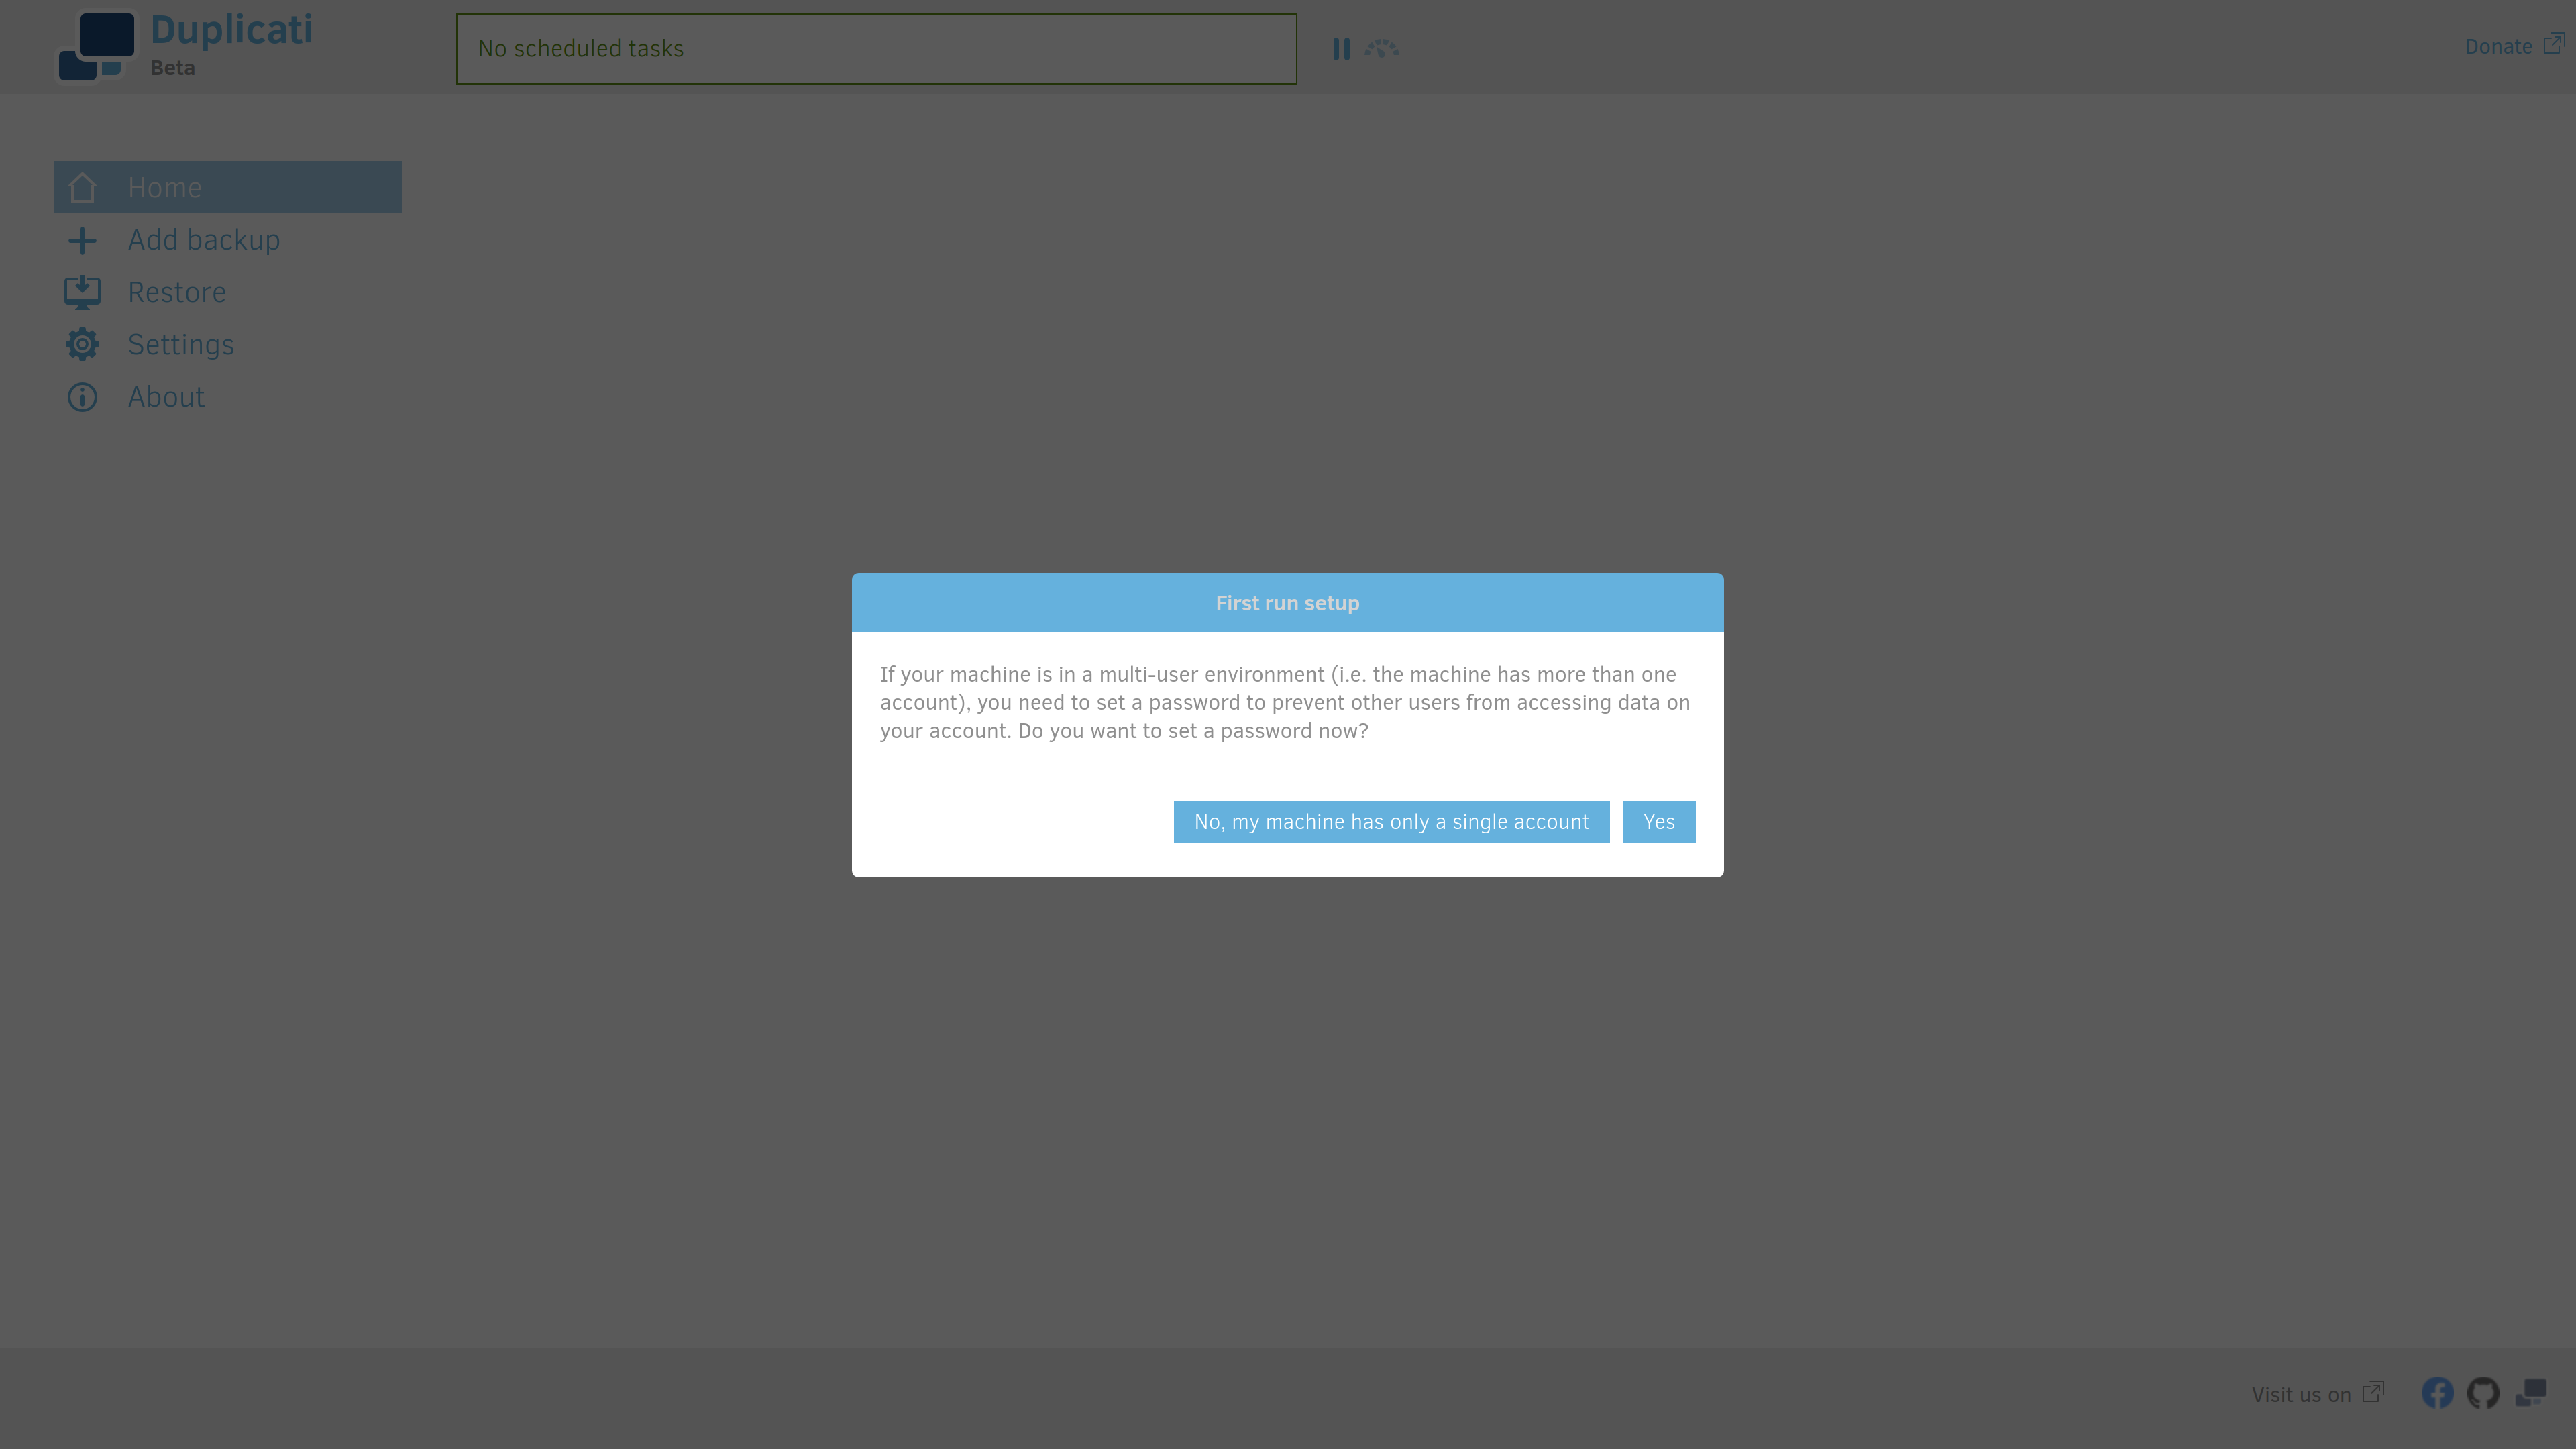 Duplicati
Beta
No scheduled tasks
Donate
Home
Add backup
Restore
Settings
About
First run setup
If your machine is in a multi-user environment (i.e. the machine has more than one
account), you need to set a password to prevent other users from accessing data on
your account. Do you want to set a password now?
No, my machine has only a single account
Yes
Visit us on